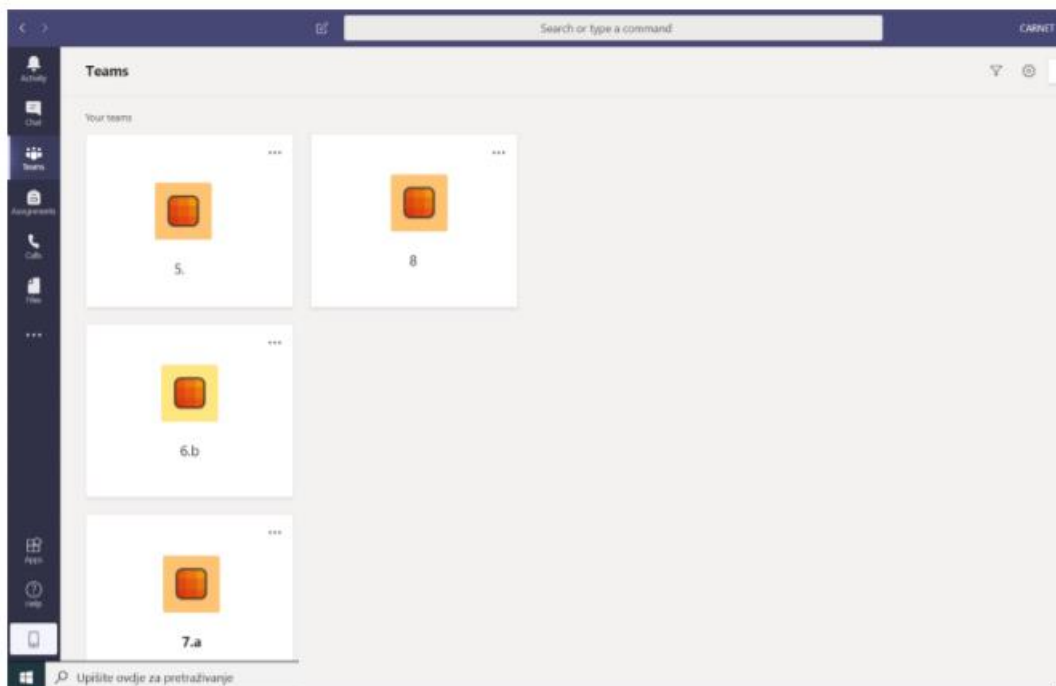 Search or type a command
CARNET
Activity
Teams
Chat
Your teams
Teams
Assignments
Calls
Files
5.
8
6.b
7.a
Apps
Help
Upišite ovdje za pretraživanje